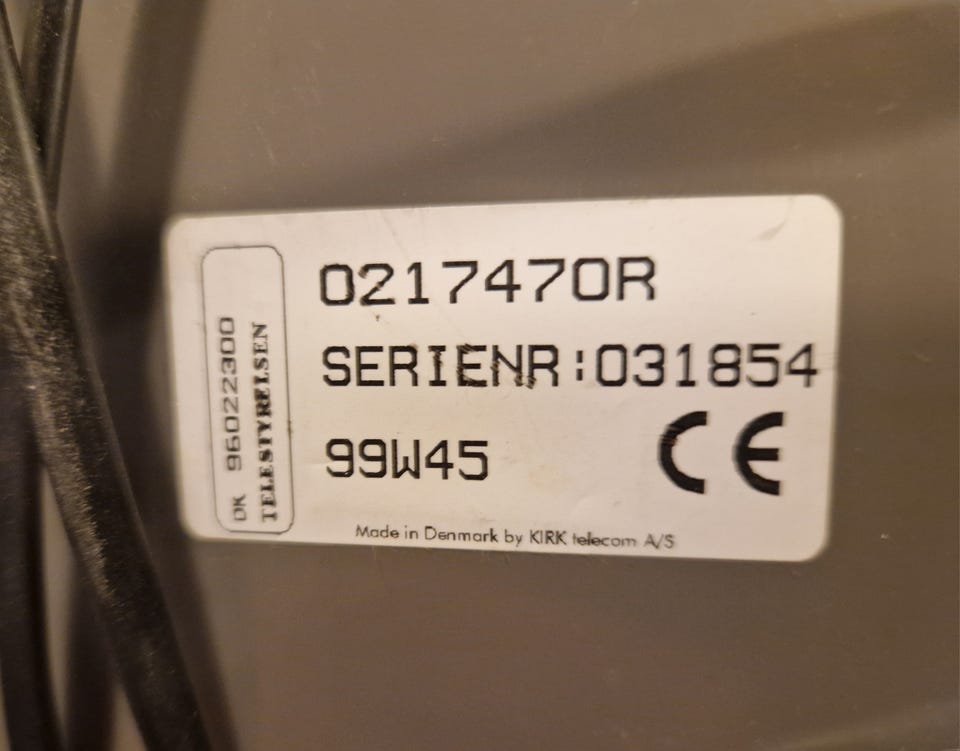 DK 96022300
TELESTYRELSEN
0217470R
SERIENR:031854
99W45
CE
Made in Denmark by KIRK telecom A/S